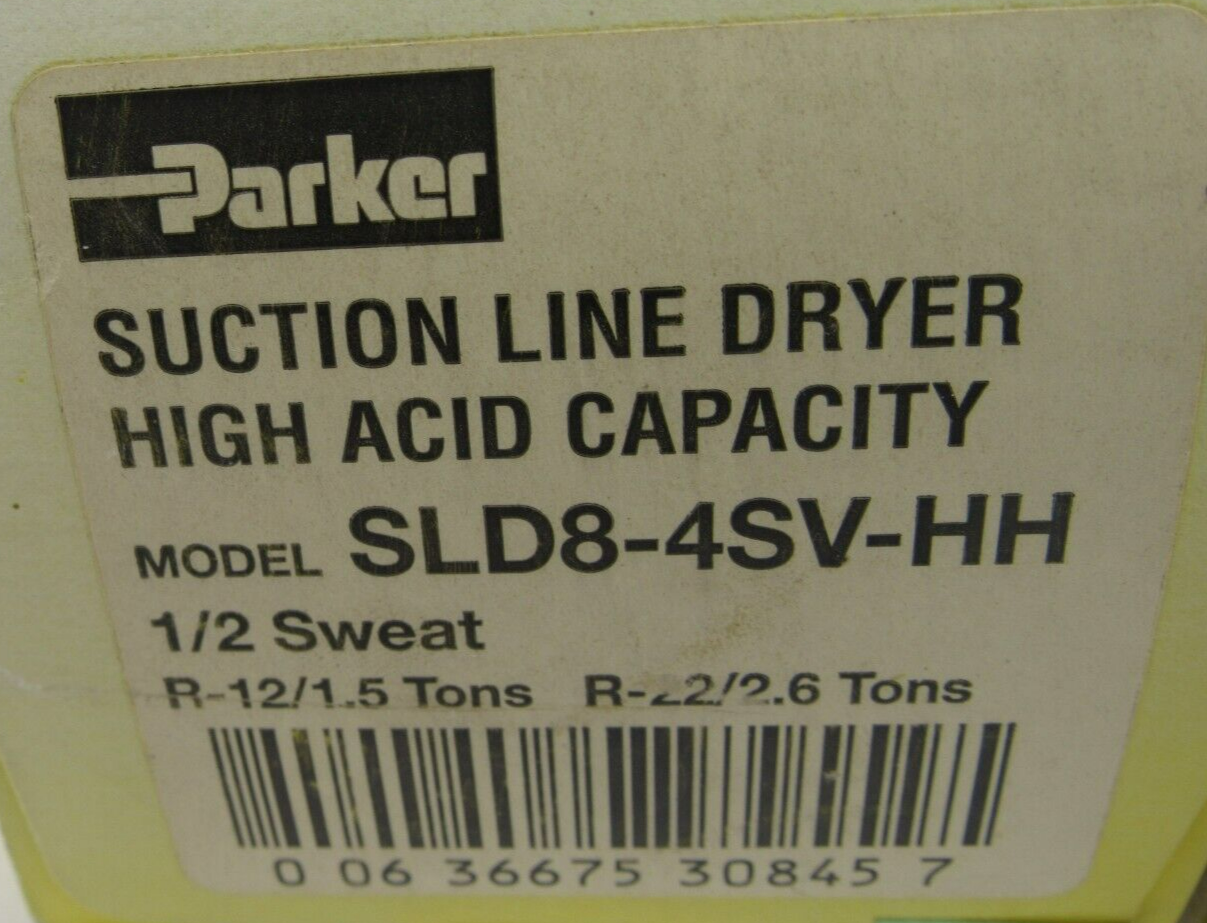 Parker
SUCTION LINE DRYER
HIGH ACID CAPACITY
MODEL SLD8-4SV-HH
1/2 Sweat
R-12/1.5 Tons R-22/2.6 Tons
0 06 36675 30845 7